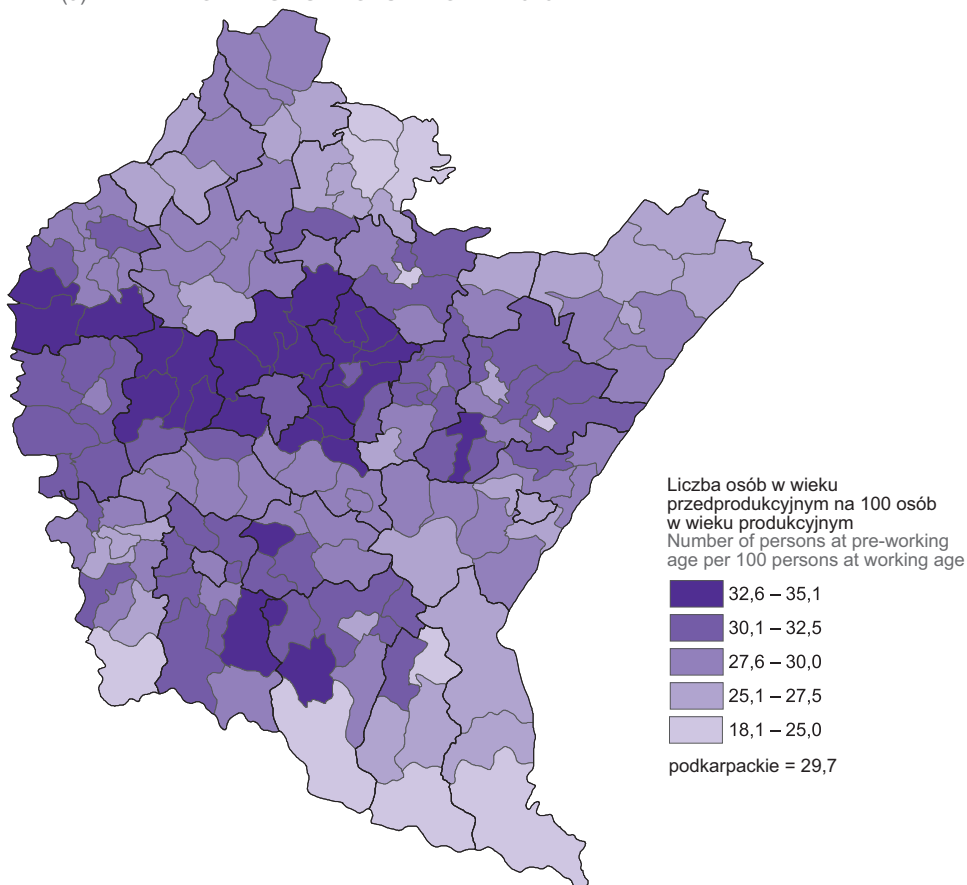 Liczba osób w wieku
przedprodukcyjnym na 100 osób
w wieku produkcyjnym
Number of persons at pre-working
age per 100 persons at working age
32,6 – 35,1
30,1 – 32,5
27,6 – 30,0
25,1 – 27,5
18,1 – 25,0
podkarpackie = 29,7